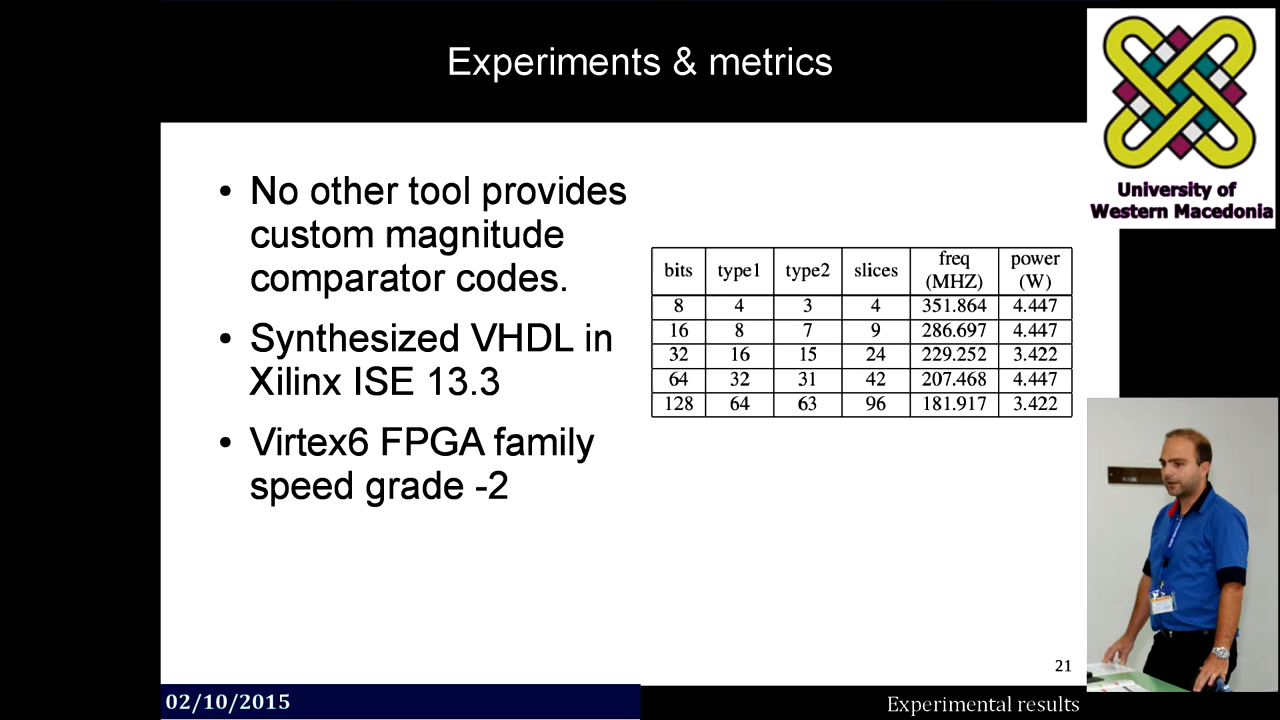 Experiments & metrics
University of
Western Macedonia
• No other tool provides
custom magnitude
comparator codes.
• Synthesized VHDL in
Xilinx ISE 13.3
• Virtex6 FPGA family
speed grade -2
bits type1 type2 slices freq (MHZ) power (W)
8 4 3 4 351.864 4.447
16 8 7 9 286.697 4.447
32 16 15 24 229.252 3.422
64 32 31 42 207.468 4.447
128 64 63 96 181.917 3.422
21
02/10/2015
Experimental results